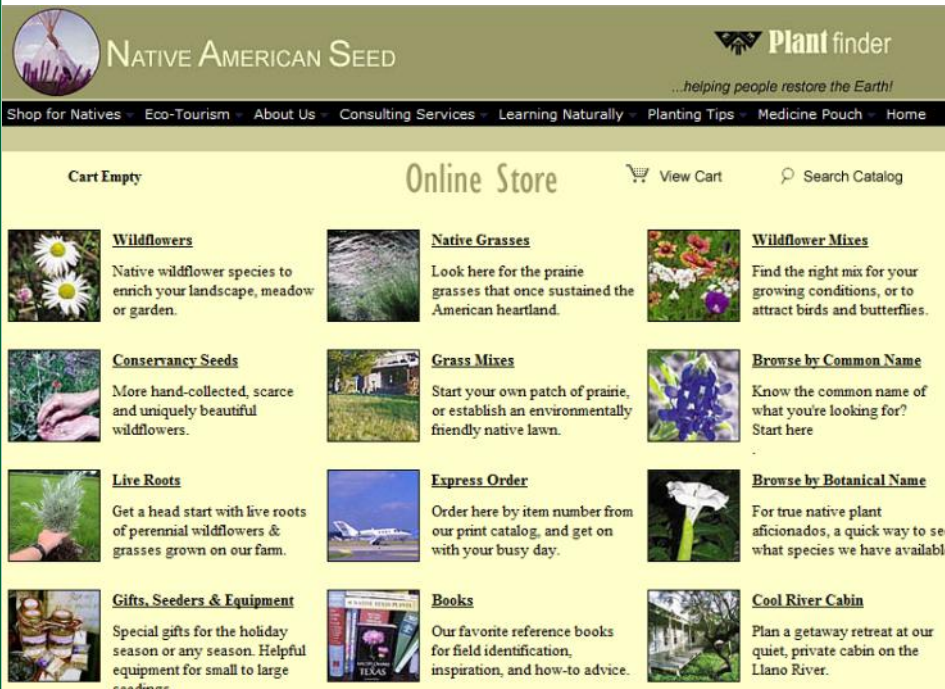 NATIVE AMERICAN SEED
Plant finder
...helping people restore the Earth!
Shop for Natives Eco-Tourism About Us Consulting Services Learning Naturally Planting Tips Medicine Pouch Home
Cart Empty
Online Store
View Cart
Search Catalog
Wildflowers
Native wildflower species to
enrich your landscape, meadow
or garden.
Native Grasses
Look here for the prairie
grasses that once sustained the
American heartland.
Wildflower Mixes
Find the right mix for your
growing conditions, or to
attract birds and butterflies.
Conservancy Seeds
More hand-collected, scarce
and uniquely beautiful
wildflowers.
Grass Mixes
Start your own patch of prairie,
or establish an environmentally
friendly native lawn.
Browse by Common Name
Know the common name of
what you're looking for?
Start here
.
Live Roots
Get a head start with live roots
of perennial wildflowers &
grasses grown on our farm.
Express Order
Order here by item number from
our print catalog, and get on
with your busy day.
Browse by Botanical Name
For true native plant
aficionados, a quick way to see
what species we have available
Gifts, Seeders & Equipment
Special gifts for the holiday
season or any season. Helpful
equipment for small to large
Books
Our favorite reference books
for field identification,
inspiration, and how-to advice.
TEXAS
Cool River Cabin
Plan a getaway retreat at our
quiet, private cabin on the
Llano River.